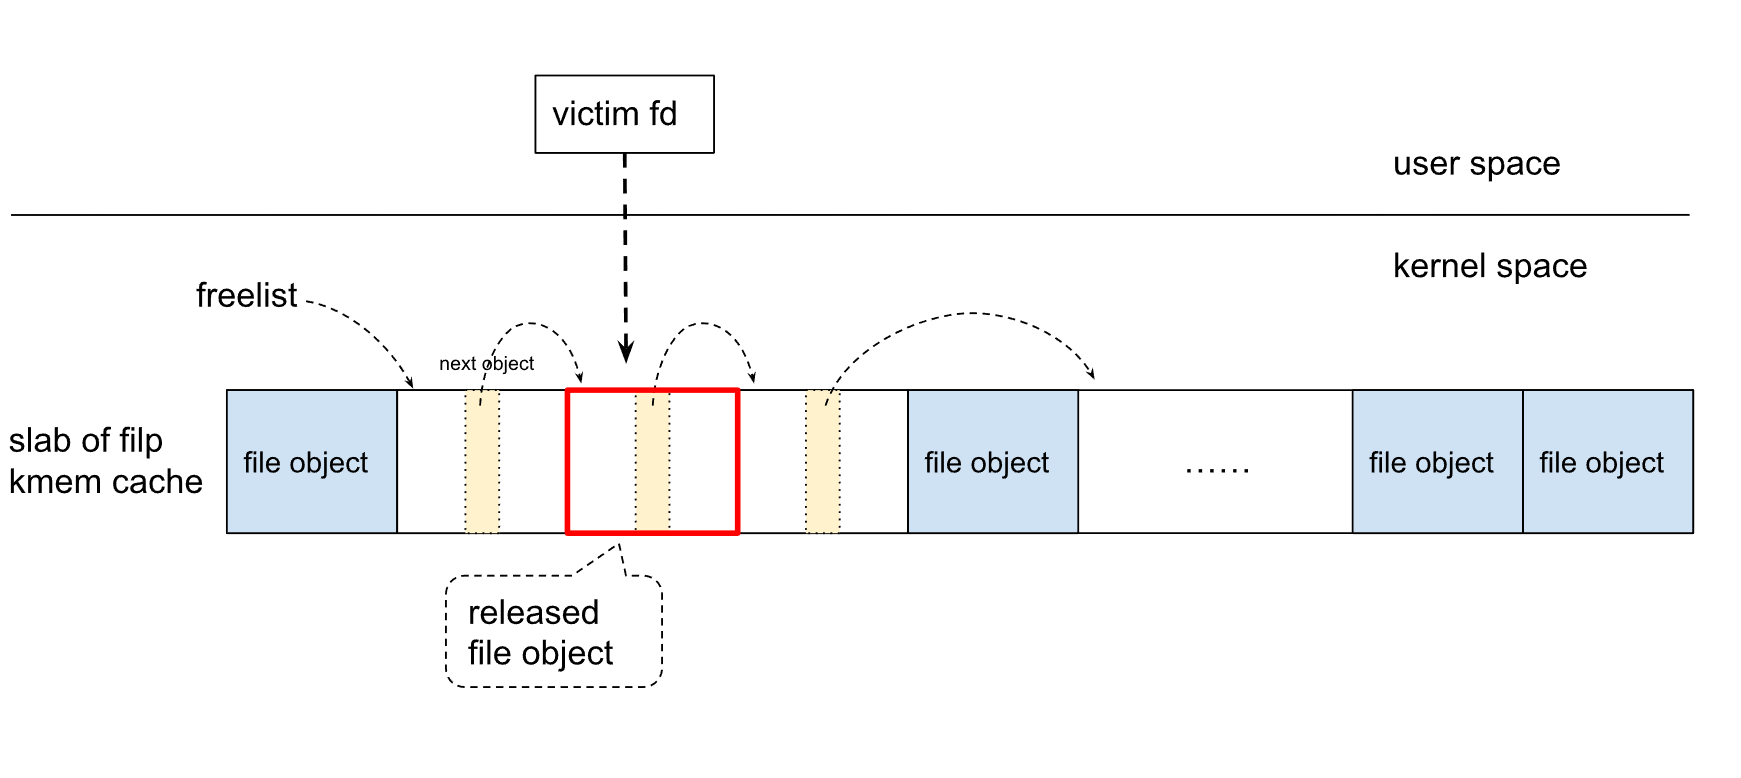 victim fd
user space
kernel space
freelist
next object
slab of filp
kmem cache
file object
file object
......
file object
file object
released
file object